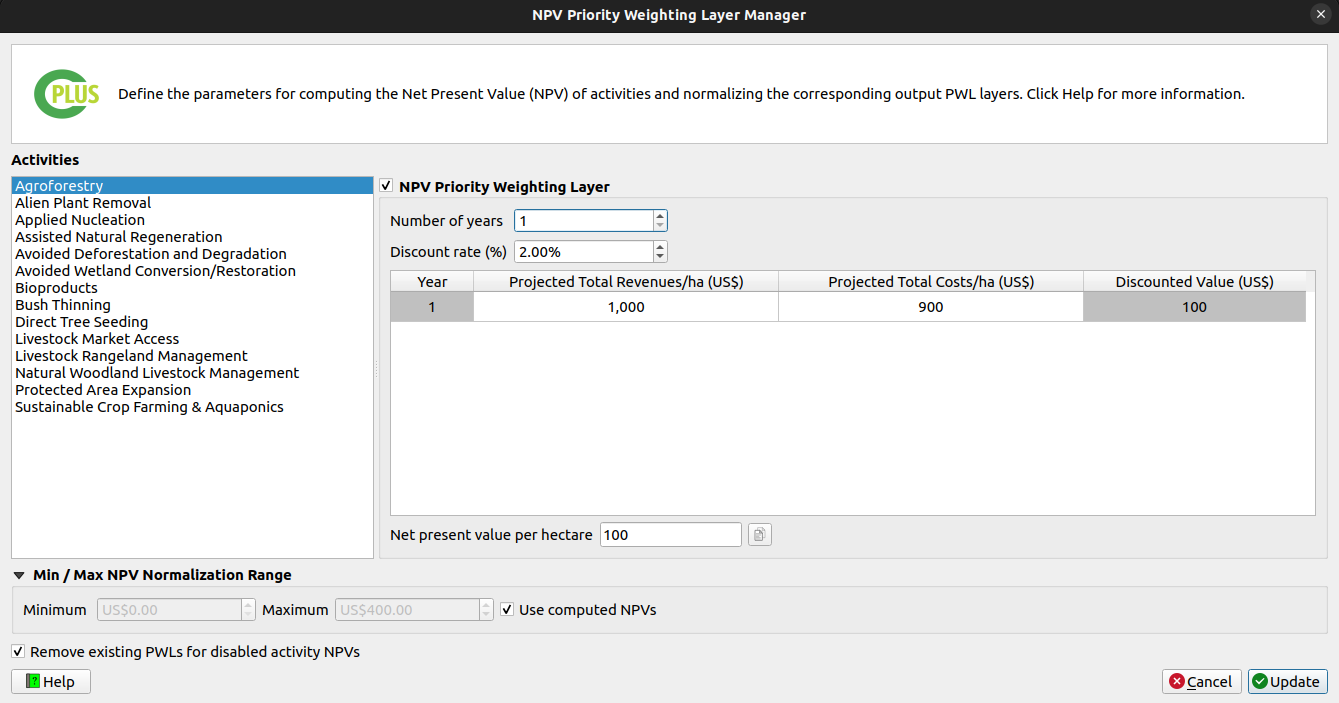 NPV Priority Weighting Layer Manager
CPLUS
Define the parameters for computing the Net Present Value (NPV) of activities and normalizing the corresponding output PWL layers. Click Help for more information.
Activities
Agroforestry
Alien Plant Removal
Applied Nucleation
Assisted Natural Regeneration
Avoided Deforestation and Degradation
Avoided Wetland Conversion/Restoration
Bioproducts
Bush Thinning
Direct Tree Seeding
Livestock Market Access
Livestock Rangeland Management
Natural Woodland Livestock Management
Protected Area Expansion
Sustainable Crop Farming & Aquaponics
NPV Priority Weighting Layer
Number of years 1
Discount rate (%) 2.00%
Year Projected Total Revenues/ha (US$) Projected Total Costs/ha (US$) Discounted Value (US$)
1 1,000 900 100
Net present value per hectare 100
Min / Max NPV Normalization Range
Minimum US$0.00 Maximum US$400.00 Use computed NPVs
Remove existing PWLs for disabled activity NPVs
Help Cancel Update